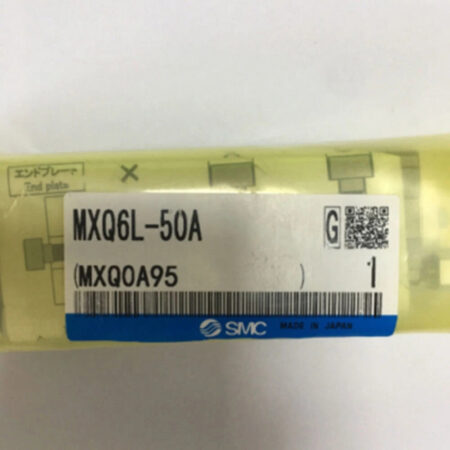 エンドプレート
End plate
MXQ6L-50A
G
(MXQ0A95 ) 1
SMC MADE IN JAPAN